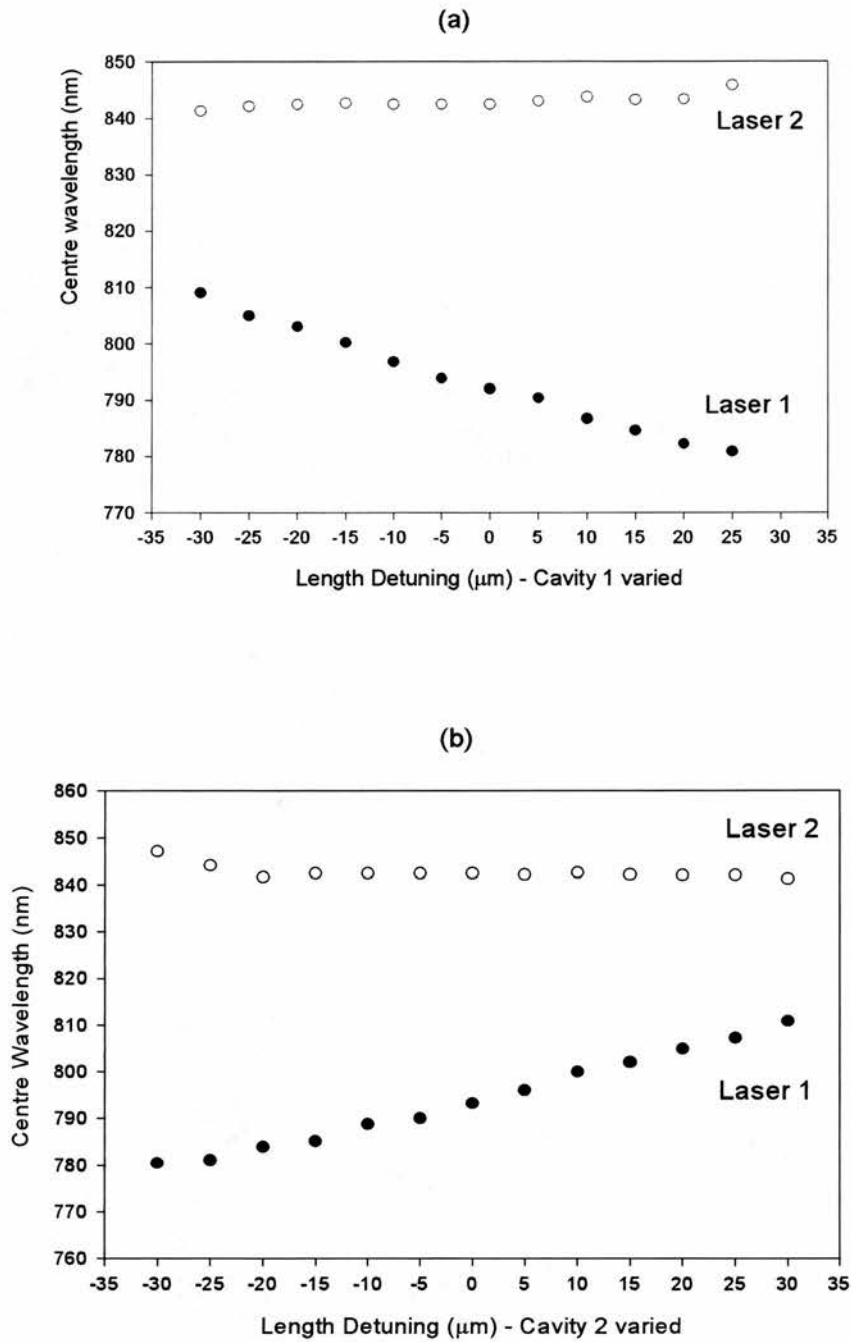 (a)
850
840
830
820
810
800
790
780
770
Centre wavelength (nm)
Laser 2
Laser 1
-35 -30 -25 -20 -15 -10 -5 0 5 10 15 20 25 30 35
Length Detuning (μm) - Cavity 1 varied
(b)
860
850
840
830
820
810
800
790
780
770
760
Centre Wavelength (nm)
Laser 2
Laser 1
-35 -30 -25 -20 -15 -10 -5 0 5 10 15 20 25 30 35
Length Detuning (μm) - Cavity 2 varied